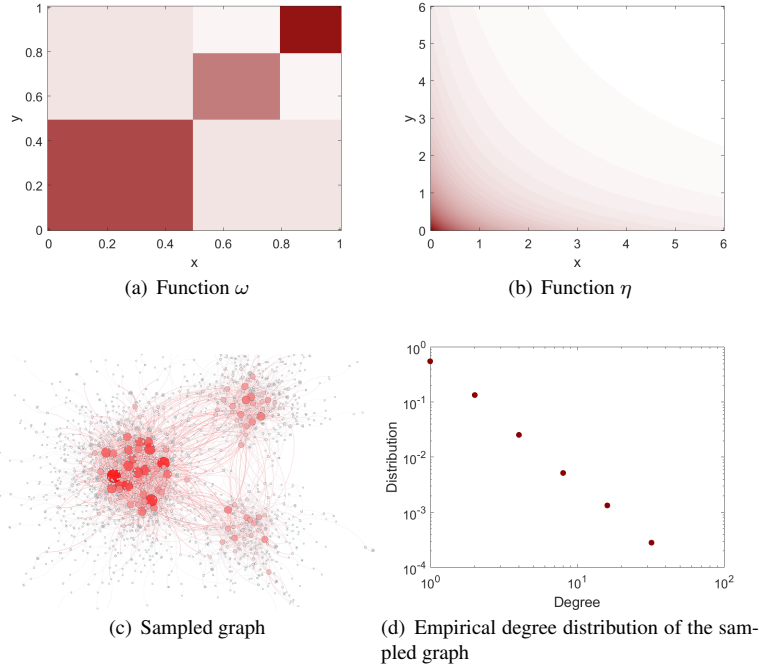 1
0.8
0.6
0.4
0.2
0
y
0 0.2 0.4 0.6 0.8 1
x
(a) Function ω
6
5
4
3
2
1
0
y
0 1 2 3 4 5 6
x
(b) Function η
(c) Sampled graph
10^0
10^-1
10^-2
10^-3
10^-4
Distribution
10^0 10^1 10^2
Degree
(d) Empirical degree distribution of the sam-
pled graph